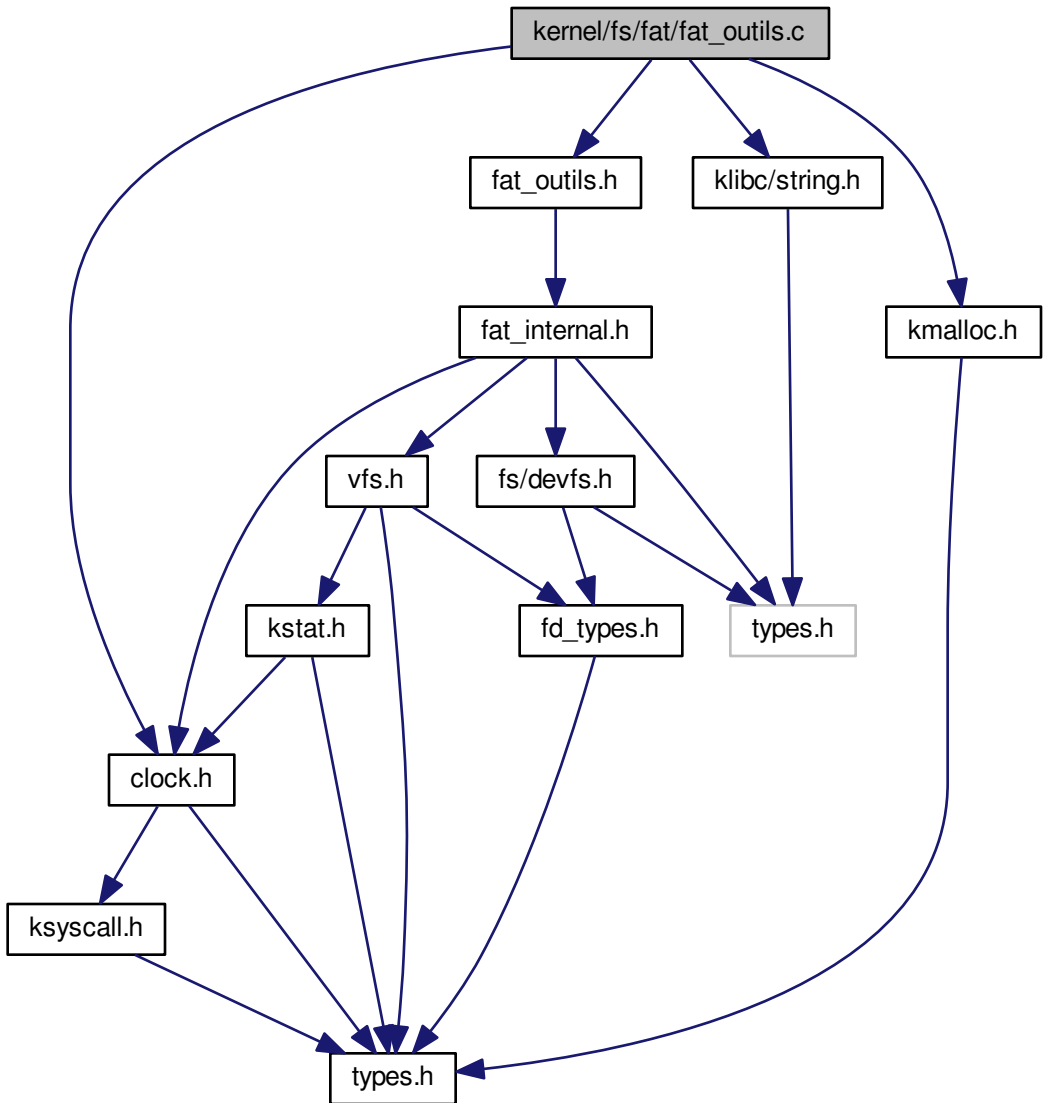 kernel/fs/fat/fat_outils.c
fat_outils.h
klibc/string.h
fat_internal.h
kmalloc.h
vfs.h
fs/devfs.h
kstat.h
fd_types.h
types.h
clock.h
ksyscall.h
types.h